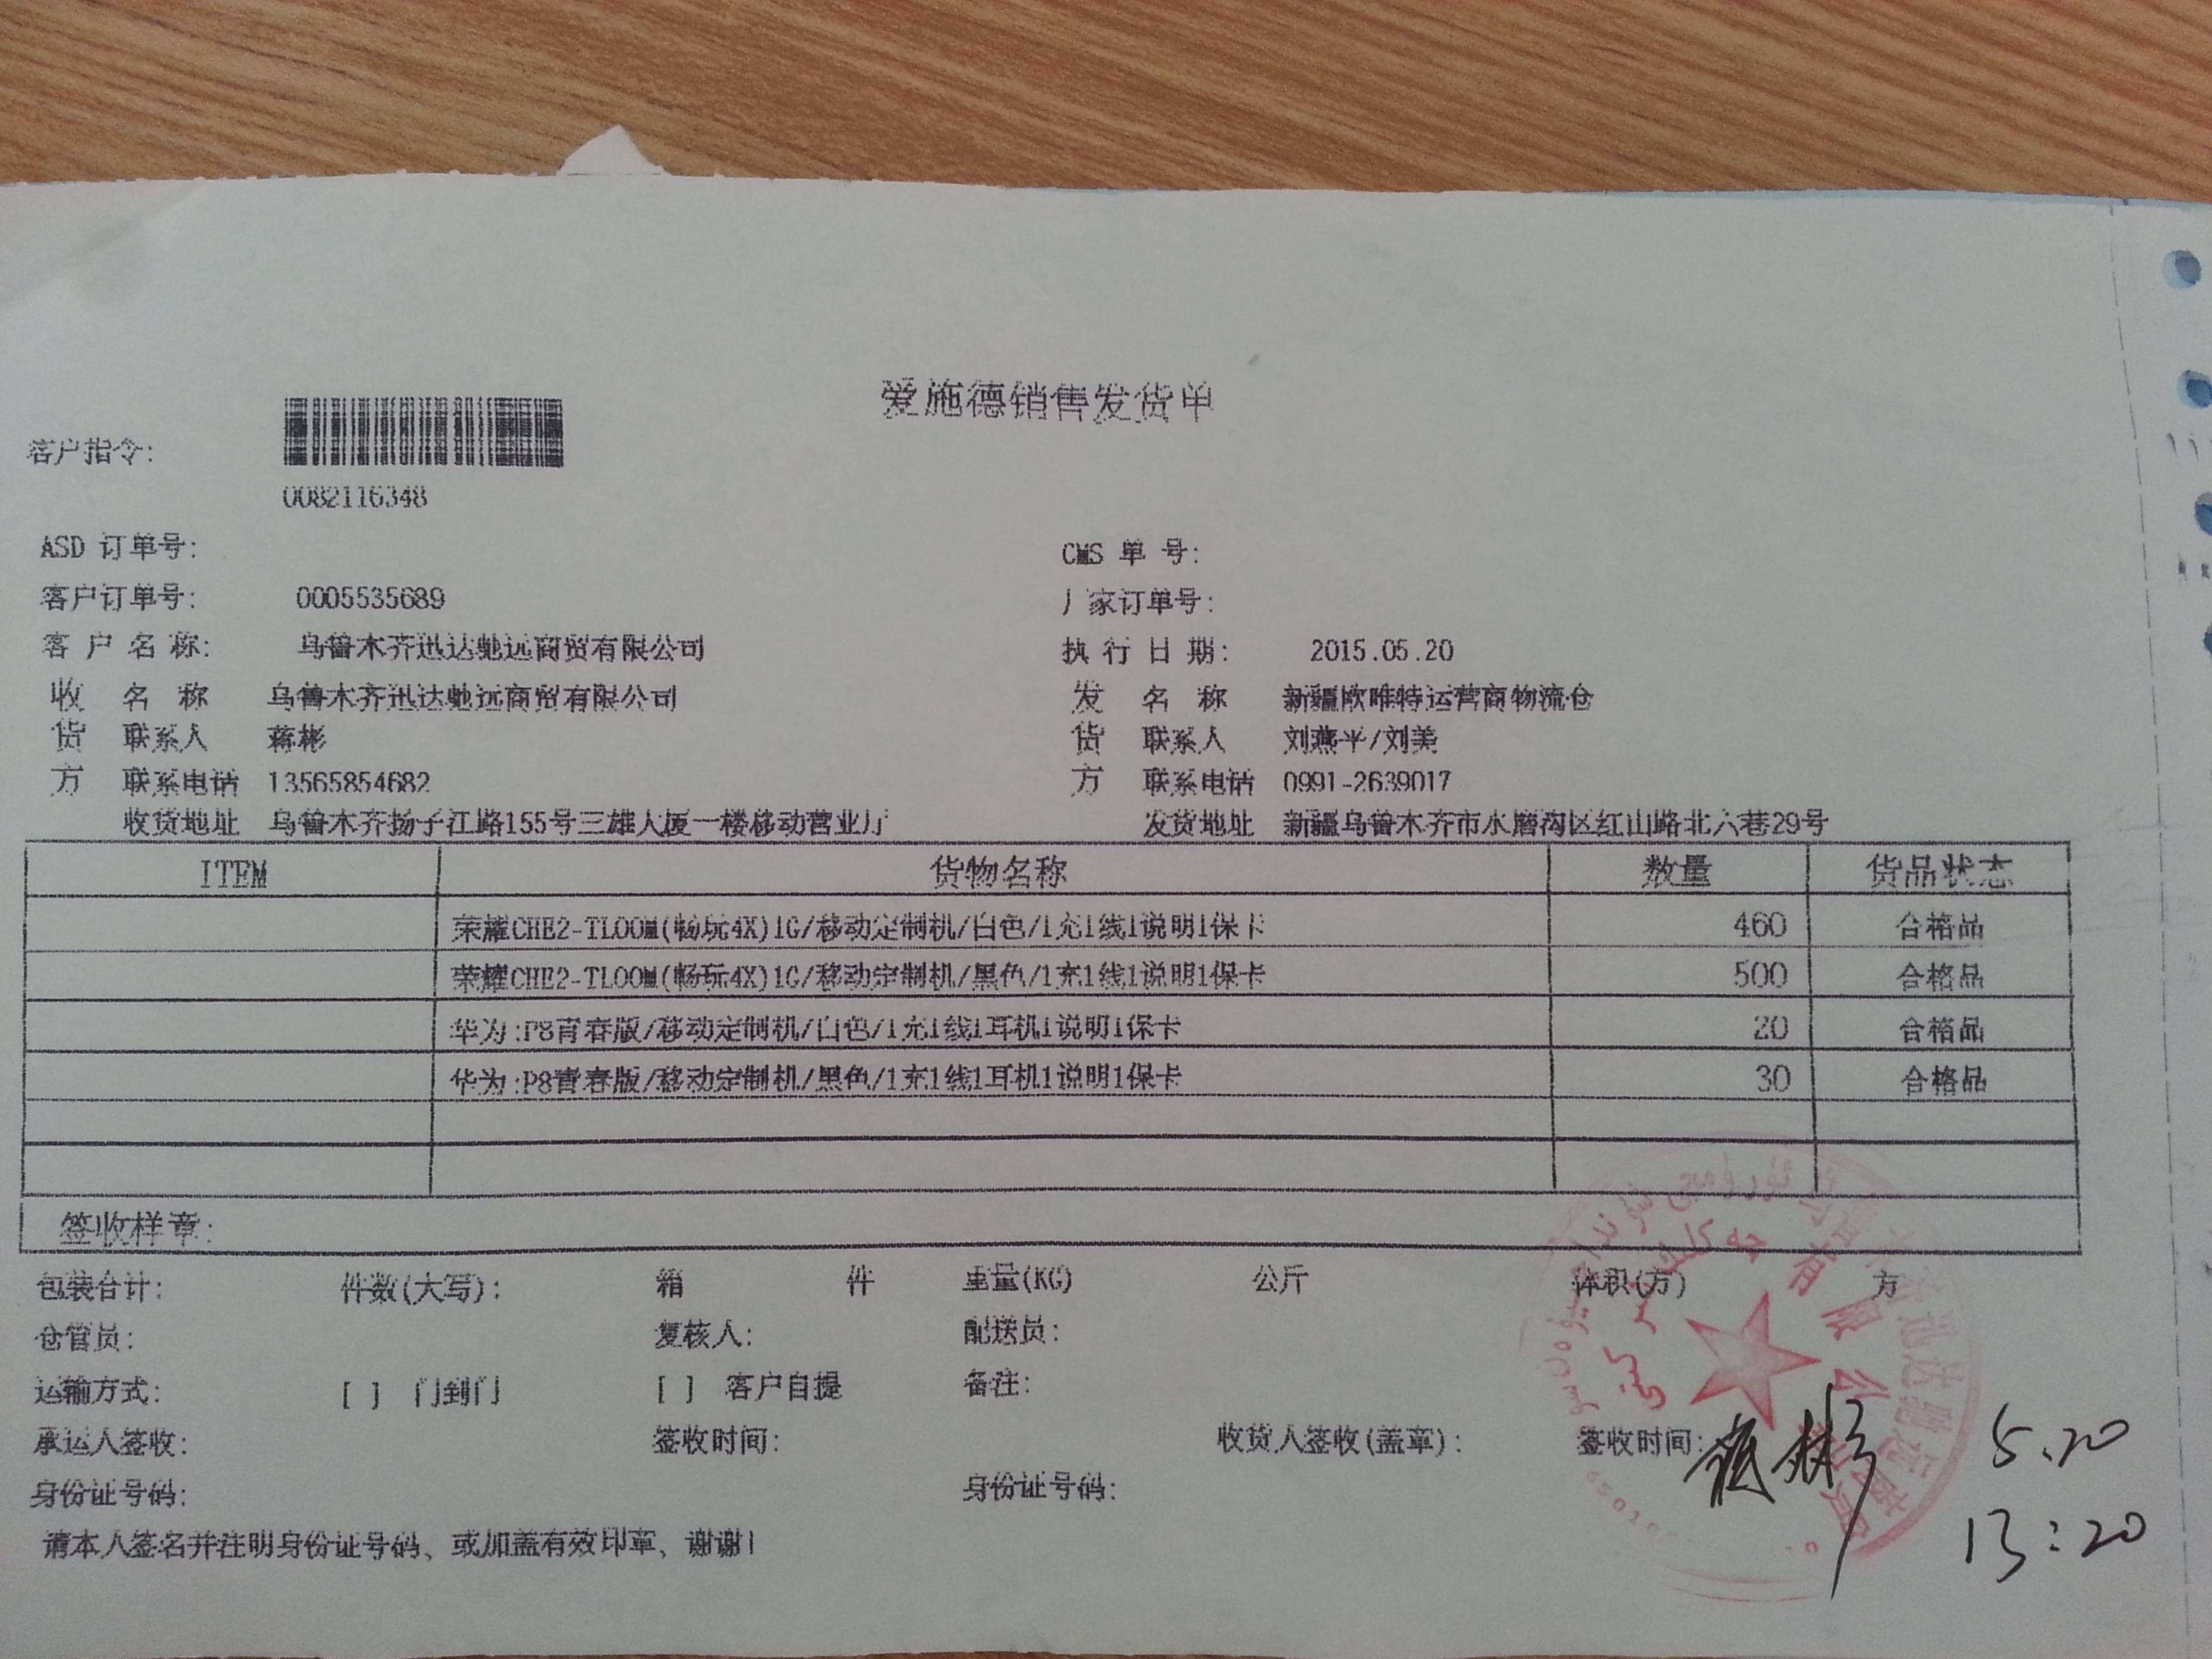 爱施德销售发货单
客户指令:
0082116348
ASD 订单号:
CMS 单 号:
客户订单号: 0005535689
厂家订单号:
客 户 名 称: 乌鲁木齐迅达驰远商贸有限公司
执 行 日 期: 2015.05.20
收 名 称 乌鲁木齐迅达驰远商贸有限公司
发 名 称 新疆欧唯特运营商物流仓
货 联系人 蒋彬
货 联系人 刘燕平/刘美
方 联系电话 13565854682
方 联系电话 0991-2639017
收货地址 乌鲁木齐扬子江路155号三雄大厦一楼移动营业厅
发货地址 新疆乌鲁木齐市水磨沟区红山路北六巷29号
ITEM 货物名称 数量 货品状态
荣耀CHE2-TL00M(畅玩4X)1G/移动定制机/白色/1充1线1说明1保卡 460 合格品
荣耀CHE2-TL00M(畅玩4X)1G/移动定制机/黑色/1充1线1说明1保卡 500 合格品
华为:P8青春版/移动定制机/白色/1充1线1耳机1说明1保卡 20 合格品
华为:P8青春版/移动定制机/黑色/1充1线1耳机1说明1保卡 30 合格品
签收样章:
包装合计: 件数(大写): 箱 件 重量(KG) 公斤 体积(方) 方
仓管员: 复核人: 配送员:
运输方式: [ ] 门到门 [ ] 客户自提 备注:
承运人签收: 签收时间: 收货人签收(盖章): 签收时间:
蒋彬 5.20
13:20
身份证号码: 身份证号码:
请本人签名并注明身份证号码、或加盖有效印章、谢谢!
有限公司